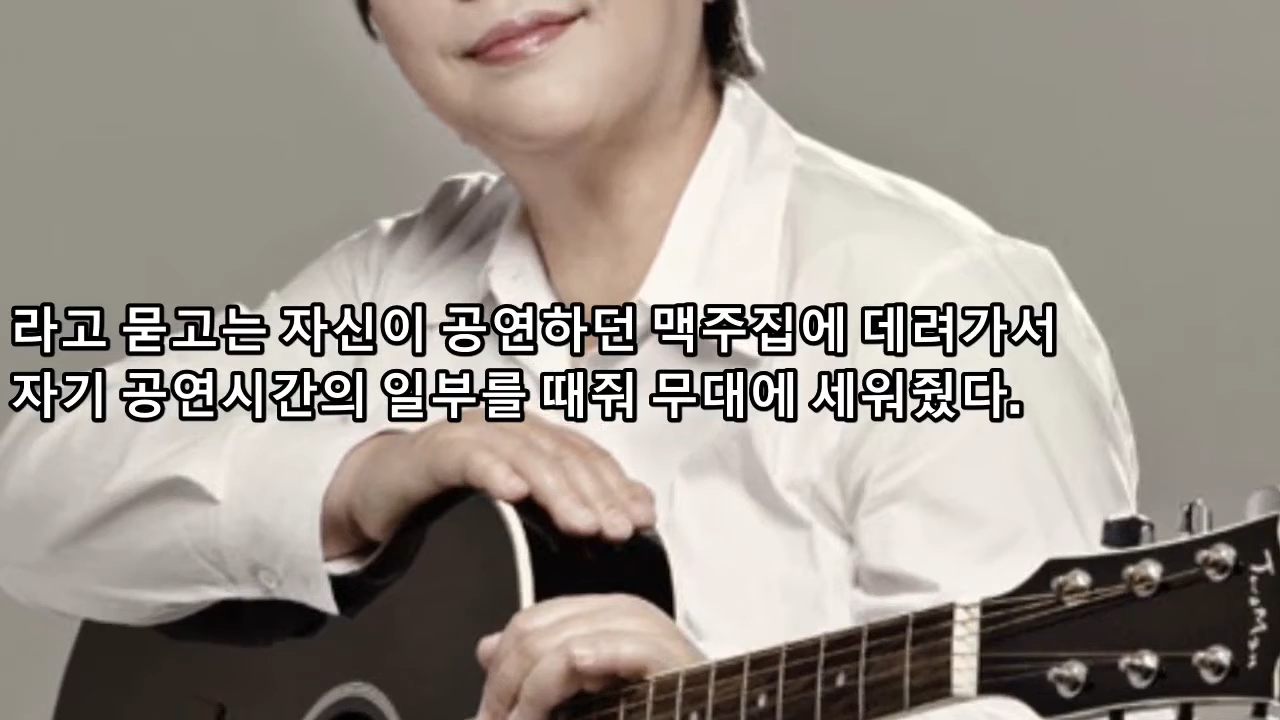 라고 묻고는 자신이 공연하던 맥주집에 데려가서
자기 공연시간의 일부를 때줘 무대에 세워줬다.